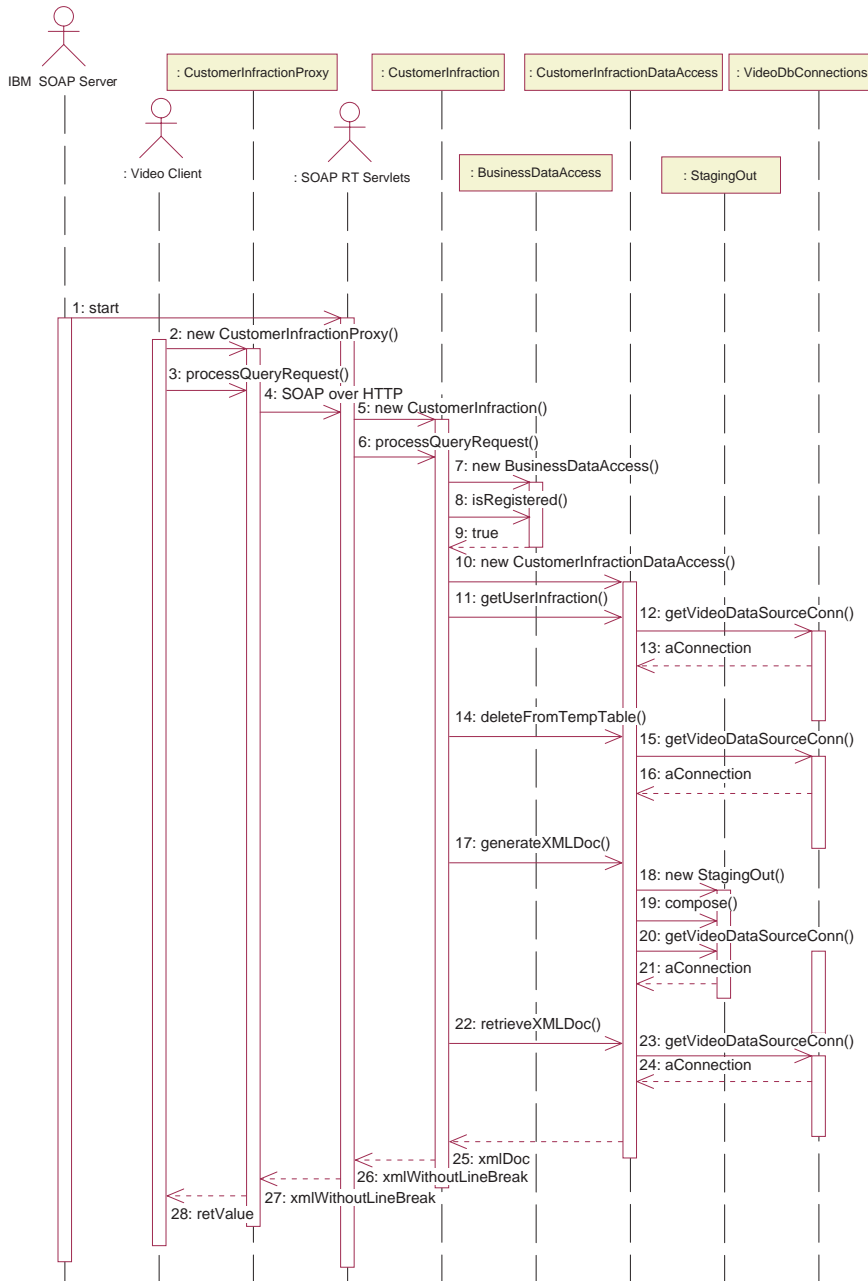 IBM  SOAP Server
: CustomerInfractionProxy
: CustomerInfraction
: CustomerInfractionDataAccess
: VideoDbConnections
: Video Client
: SOAP RT Servlets
: BusinessDataAccess
: StagingOut
1: start
2: new CustomerInfractionProxy()
3: processQueryRequest()
4: SOAP over HTTP
5: new CustomerInfraction()
6: processQueryRequest()
7: new BusinessDataAccess()
8: isRegistered()
9: true
10: new CustomerInfractionDataAccess()
11: getUserInfraction()
12: getVideoDataSourceConn()
13: aConnection
14: deleteFromTempTable()
15: getVideoDataSourceConn()
16: aConnection
17: generateXMLDoc()
18: new StagingOut()
19: compose()
20: getVideoDataSourceConn()
21: aConnection
22: retrieveXMLDoc()
23: getVideoDataSourceConn()
24: aConnection
25: xmlDoc
26: xmlWithoutLineBreak
27: xmlWithoutLineBreak
28: retValue